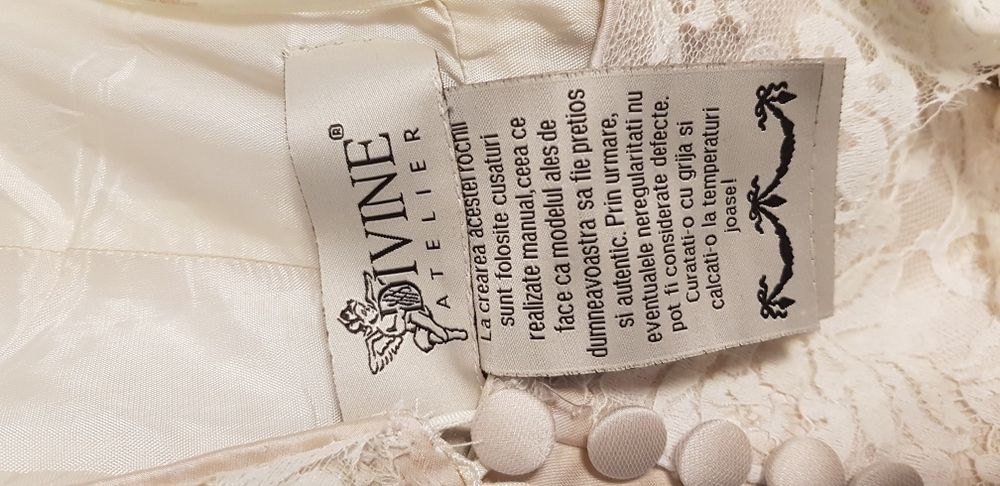 DIVINE®
ATELIER
La crearea acestei rochii
sunt folosite cusaturi
realizate manual,ceea ce
face ca modelul ales de
dumneavoastra sa fie pretios
si autentic. Prin urmare,
eventualele neregularitati nu
pot fi considerate defecte.
Curatati-o cu grija si
calcati-o la temperaturi
joase!